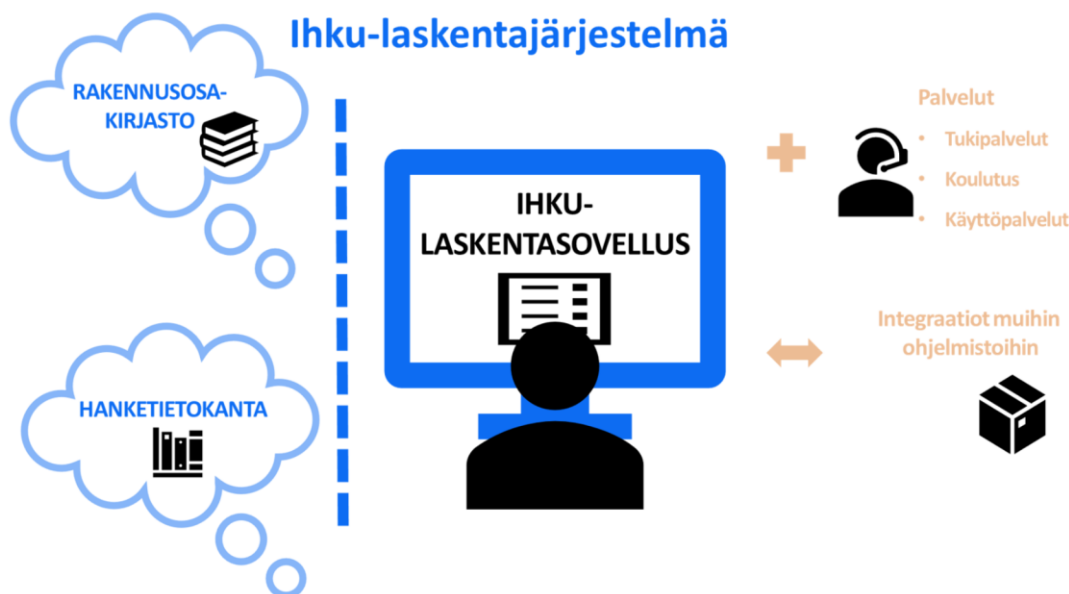 Ihku-laskentajärjestelmä
RAKENNUSOSA-
KIRJASTO
HANKETIETOKANTA
IHKU-
LASKENTASOVELLUS
Palvelut
• Tukipalvelut
• Koulutus
• Käyttöpalvelut
Integraatiot muihin
ohjelmistoihin